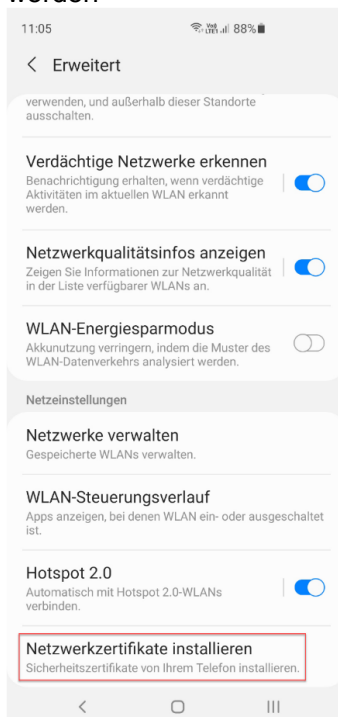 11:05 88%
Erweitert
verwenden, und außerhalb dieser Standorte
ausschalten.
Verdächtige Netzwerke erkennen
Benachrichtigung erhalten, wenn verdächtige
Aktivitäten im aktuellen WLAN erkannt
werden.
Netzwerkqualitätsinfos anzeigen
Zeigen Sie Informationen zur Netzwerkqualität
in der Liste verfügbarer WLANs an.
WLAN-Energiesparmodus
Akkunutzung verringern, indem die Muster des
WLAN-Datenverkehrs analysiert werden.
Netzeinstellungen
Netzwerke verwalten
Gespeicherte WLANs verwalten.
WLAN-Steuerungsverlauf
Apps anzeigen, bei denen WLAN ein- oder ausgeschaltet
ist.
Hotspot 2.0
Automatisch mit Hotspot 2.0-WLANs
verbinden.
Netzwerkzertifikate installieren
Sicherheitszertifikate von Ihrem Telefon installieren.